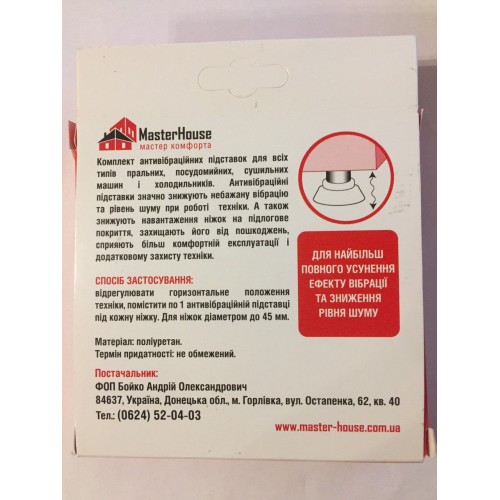 MasterHouse
мастер комфорта
Комплект антивібраційних підставок для всіх
типів пральних, посудомийних, сушильних
машин і холодильників. Антивібраційні
підставки значно знижують небажану вібрацію
та рівень шуму при роботі техніки. А також
знижують навантаження ніжок на підлогове
покриття, захищають його від пошкоджень,
сприяють більш комфортній експлуатації і
додатковому захисту техніки.
СПОСІБ ЗАСТОСУВАННЯ:
відрегулювати горизонтальне положення
техніки, помістити по 1 антивібраційній підставці
під кожну ніжку. Для ніжок діаметром до 45 мм.
Матеріал: поліуретан.
Термін придатності: не обмежений.
Постачальник:
ФОП Бойко Андрій Олександрович
84637, Україна, Донецька обл., м. Горлівка, вул. Остапенка, 62, кв. 40
Тел.: (0624) 52-04-03
ДЛЯ НАЙБІЛЬШ
ПОВНОГО УСУНЕННЯ
ЕФЕКТУ ВІБРАЦІЇ
ТА ЗНИЖЕННЯ
РІВНЯ ШУМУ
www.master-house.com.ua